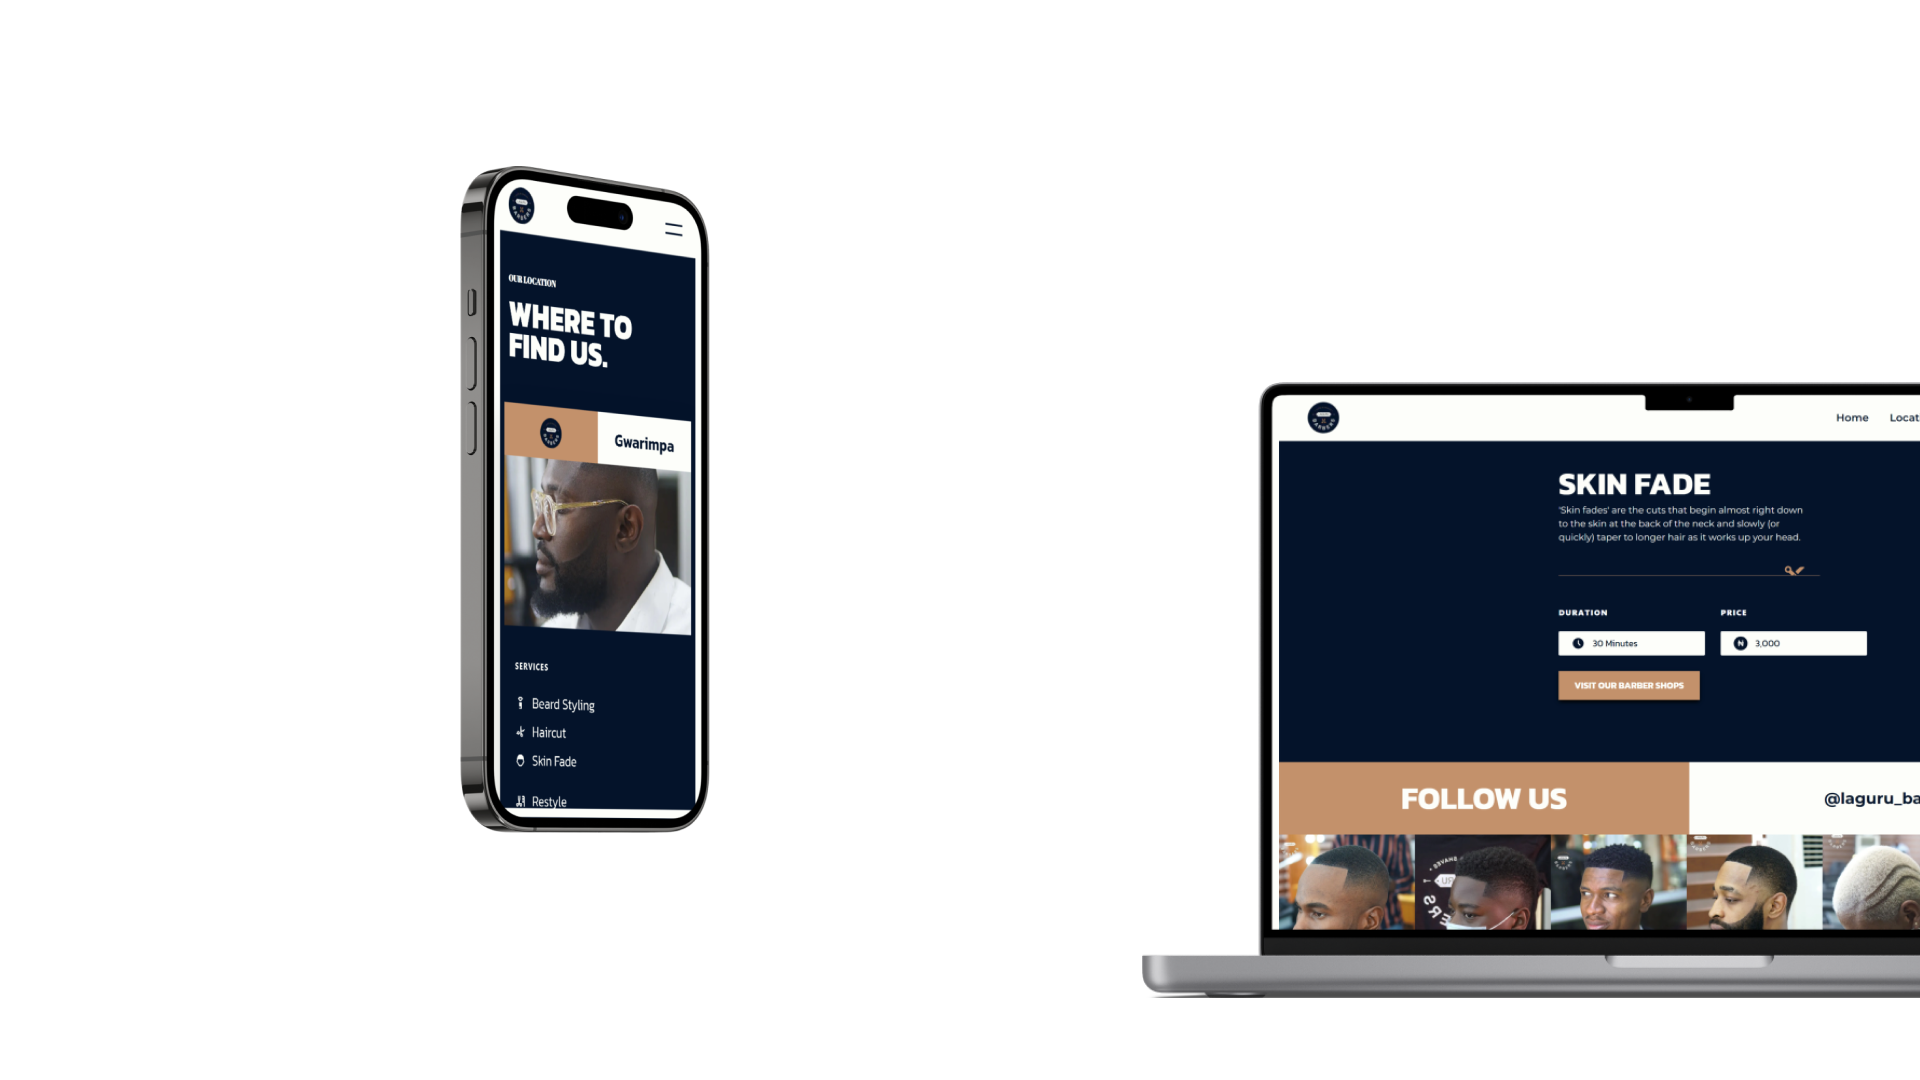 OUR LOCATION
WHERE TO
FIND US.
Gwarimpa
SERVICES
Beard Styling
Haircut
Skin Fade
Restyle
Home Locat
SKIN FADE
'Skin fades' are the cuts that begin almost right down
to the skin at the back of the neck and slowly (or
quickly) taper to longer hair as it works up your head.
DURATION PRICE
30 Minutes ₦ 3,000
VISIT OUR BARBER SHOPS
FOLLOW US
@laguru_ba